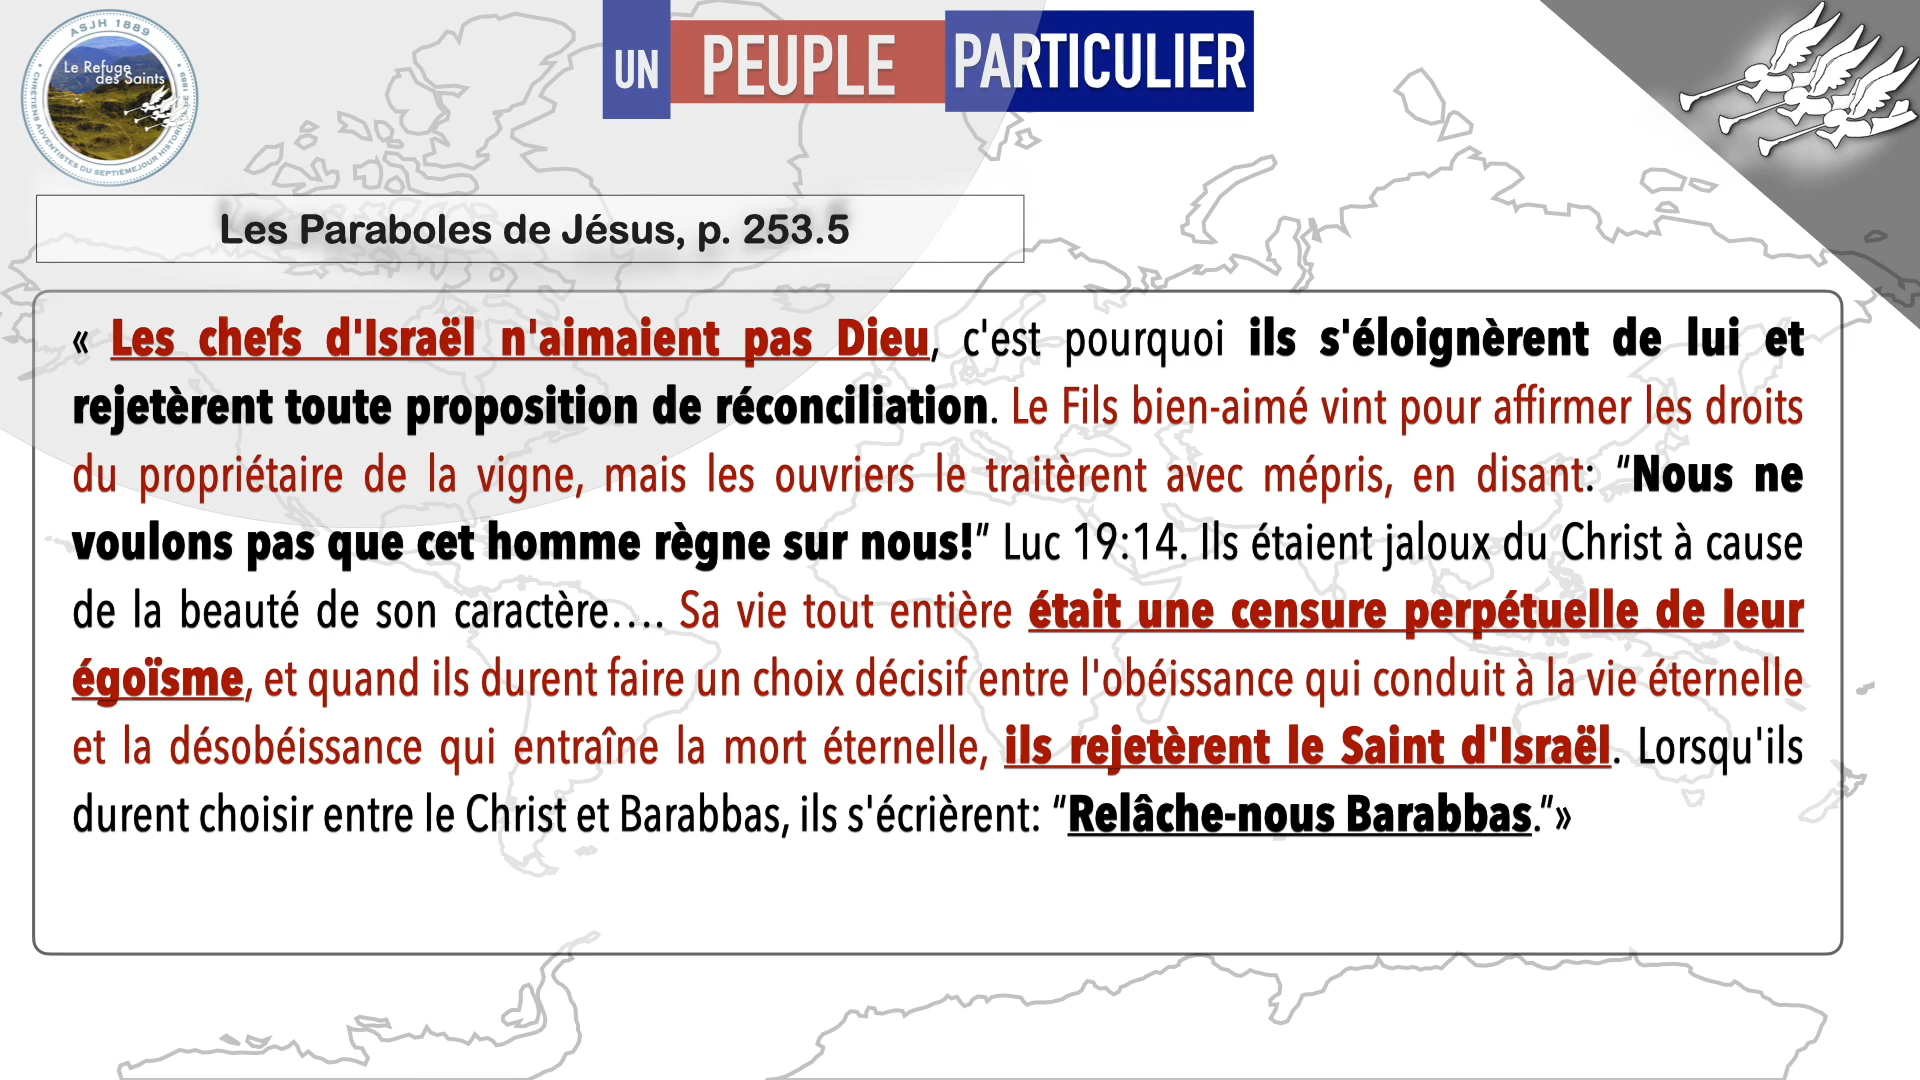 ASJH 1889
Le Refuge
des Saints
CHRÉTIENS ADVENTISTES DU SEPTIÈME JOUR HISTORIQUE 1889
UN PEUPLE PARTICULIER
Les Paraboles de Jésus, p. 253.5
« Les chefs d'Israël n'aimaient pas Dieu, c'est pourquoi ils s'éloignèrent de lui et
rejetèrent toute proposition de réconciliation. Le Fils bien-aimé vint pour affirmer les droits
du propriétaire de la vigne, mais les ouvriers le traitèrent avec mépris, en disant: “Nous ne
voulons pas que cet homme règne sur nous!” Luc 19:14. Ils étaient jaloux du Christ à cause
de la beauté de son caractère…. Sa vie tout entière était une censure perpétuelle de leur
égoïsme, et quand ils durent faire un choix décisif entre l'obéissance qui conduit à la vie éternelle
et la désobéissance qui entraîne la mort éternelle, ils rejetèrent le Saint d'Israël. Lorsqu'ils
durent choisir entre le Christ et Barabbas, ils s'écrièrent: “Relâche-nous Barabbas.”»